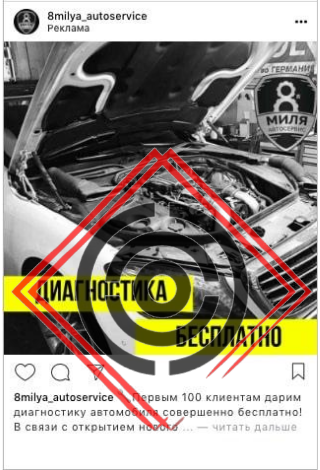 8milya_autoservice
Реклама
8
МИЛЯ
АВТОСЕРВИС
ДИАГНОСТИКА
БЕСПЛАТНО
8milya_autoservice Первым 100 клиентам дарим
диагностику автомобиля совершенно бесплатно!
В связи с открытием нового ... — читать дальше